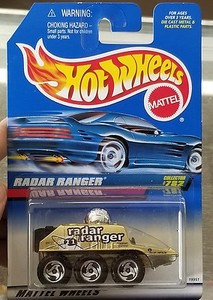 WARNING:
CHOKING HAZARD—
Small parts. Not for children
under 3 years.
FOR AGES
OVER 3 YEARS.
DIE CAST METAL &
PLASTIC PARTS.
Hot Wheels
MATTEL
RADAR RANGER
COLLECTOR
#782
radar
ranger
MATTEL WHEELS